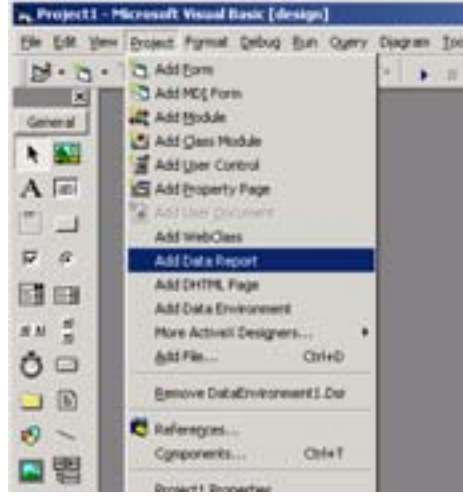 Project1 - Microsoft Visual Basic [design]
File Edit View Project Format Debug Run Query Diagram
General
Add Form
Add MDI Form
Add Module
Add Class Module
Add User Control
Add Property Page
Add User Document
Add WebClass
Add Data Report
Add DHTML Page
Add Data Environment
More ActiveX Designers...
Add File... Ctrl+D
Remove DataEnvironment1.Dsr
References...
Components... Ctrl+T
Project1 Properties